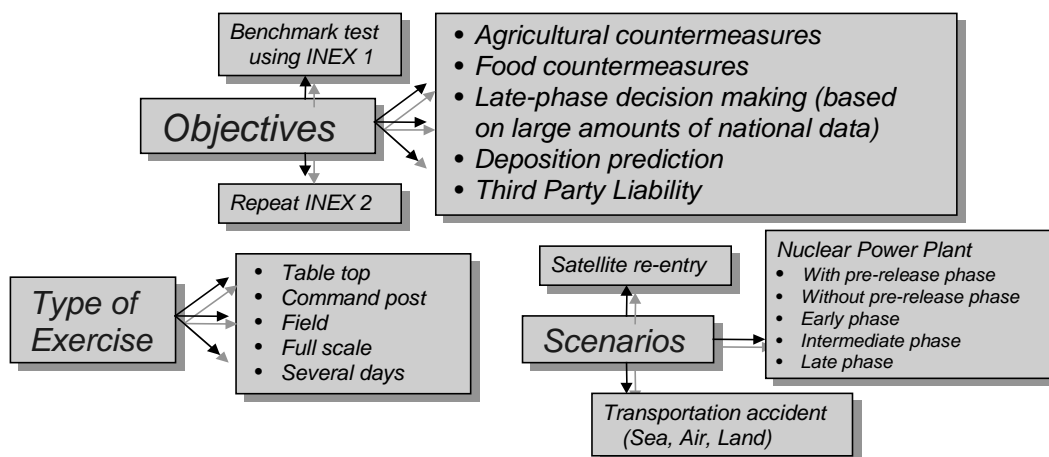 Benchmark test
using INEX 1
Objectives
Repeat INEX 2
• Agricultural countermeasures
• Food countermeasures
• Late-phase decision making (based
on large amounts of national data)
• Deposition prediction
• Third Party Liability
Type of
Exercise
• Table top
• Command post
• Field
• Full scale
• Several days
Satellite re-entry
Scenarios
Transportation accident
(Sea, Air, Land)
Nuclear Power Plant
• With pre-release phase
• Without pre-release phase
• Early phase
• Intermediate phase
• Late phase